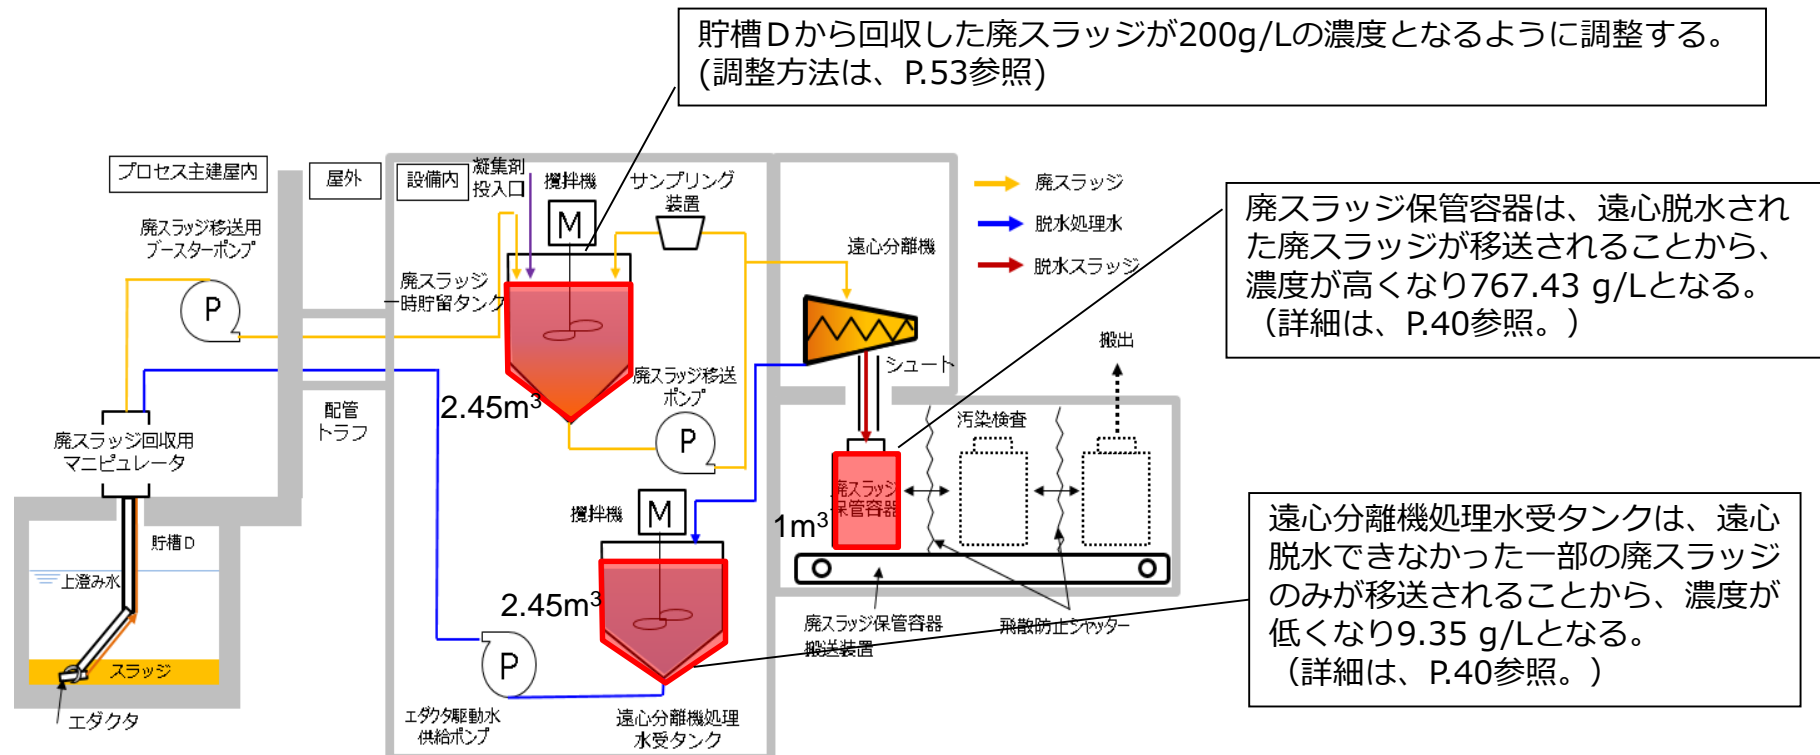 貯槽Dから回収した廃スラッジが200g/Lの濃度となるように調整する。
(調整方法は、P.53参照)
プロセス主建屋内
屋外
設備内
凝集剤
投入口
攪拌機
M
サンプリング
装置
廃スラッジ
脱水処理水
脱水スラッジ
廃スラッジ保管容器は、遠心脱水され
た廃スラッジが移送されることから、
濃度が高くなり767.43 g/Lとなる。
（詳細は、P.40参照。）
廃スラッジ移送用
ブースターポンプ
P
廃スラッジ
一時貯留タンク
遠心分離機
シュート
搬出
2.45m³
廃スラッジ移送
ポンプ
P
配管
トラフ
廃スラッジ回収用
マニピュレータ
汚染検査
廃スラッジ
保管容器
1m³
攪拌機
M
貯槽D
上澄み水
スラッジ
エダクタ
2.45m³
P
エダクタ駆動水
供給ポンプ
遠心分離機処理
水受タンク
廃スラッジ保管容器
搬送装置
飛散防止シャッター
遠心分離機処理水受タンクは、遠心
脱水できなかった一部の廃スラッジ
のみが移送されることから、濃度が
低くなり9.35 g/Lとなる。
（詳細は、P.40参照。）